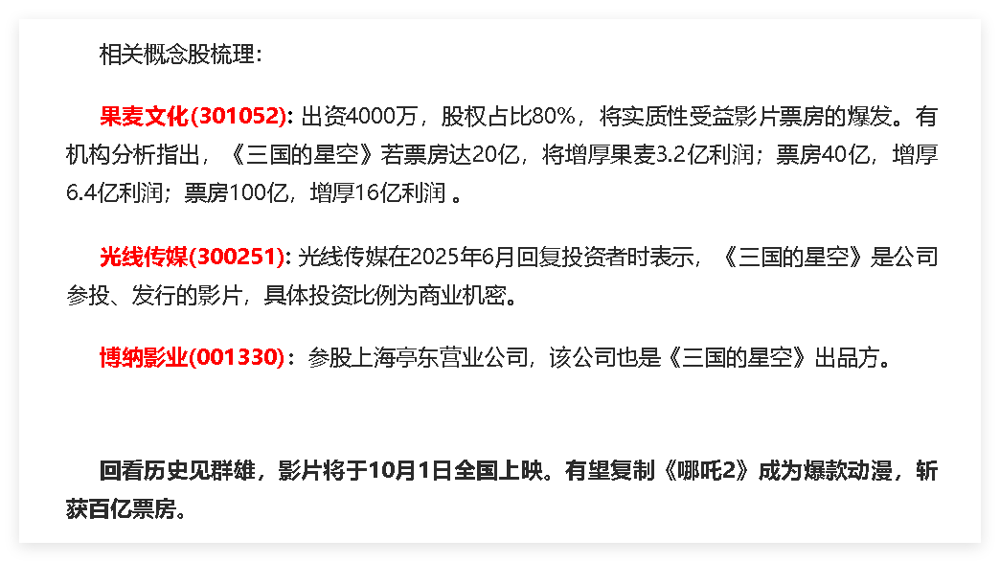 相关概念股梳理：
果麦文化(301052)：出资4000万，股权占比80%，将实质性受益影片票房的爆发。有
机构分析指出，《三国的星空》若票房达20亿，将增厚果麦3.2亿利润；票房40亿，增厚
6.4亿利润；票房100亿，增厚16亿利润 。
光线传媒(300251)：光线传媒在2025年6月回复投资者时表示，《三国的星空》是公司
参投、发行的影片，具体投资比例为商业机密。
博纳影业(001330)：参股上海亭东营业公司，该公司也是《三国的星空》出品方。
回看历史见群雄，影片将于10月1日全国上映。有望复制《哪吒2》成为爆款动漫，斩
获百亿票房。